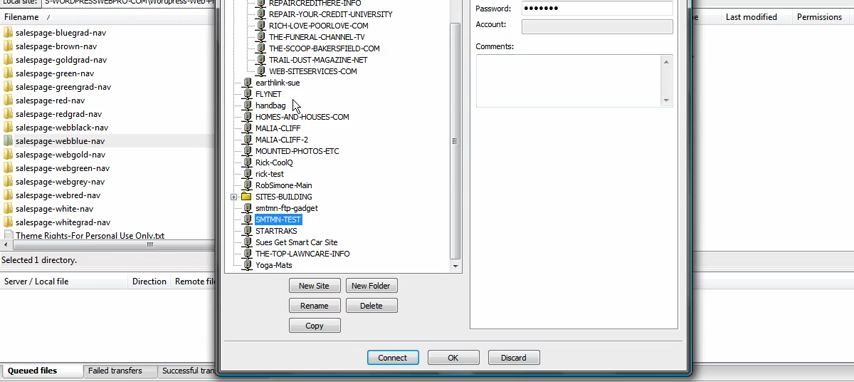 Local site:
Filename
salespage-bluegrad-nav
salespage-brown-nav
salespage-goldgrad-nav
salespage-green-nav
salespage-greengrad-nav
salespage-red-nav
salespage-redgrad-nav
salespage-webblack-nav
salespage-webblue-nav
salespage-webgold-nav
salespage-webgreen-nav
salespage-webgrey-nav
salespage-webred-nav
salespage-white-nav
salespage-whitegrad-nav
Theme Rights-For Personal Use Only.txt
Selected 1 directory.
Server / Local file Direction Remote file
Queued files Failed transfers Successful
REPAIRCREDITHERE-INFO
REPAIR-YOUR-CREDIT-UNIVERSITY
RICH-LOVE-POORLOVE-COM
THE-FUNERAL-CHANNEL-TV
THE-SCOOP-BAKERSFIELD-COM
TRAIL-DUST-MAGAZINE-NET
WEB-SITESERVICES-COM
earthlink-sue
FLYNET
handbag
HOMES-AND-HOUSES-COM
MALIA-CLIFF
MALIA-CLIFF-2
MOUNTED-PHOTOS-ETC
Rick-CoolQ
rick-test
RobSimone-Main
SITES-BUILDING
smtmn-ftp-gadget
SMTMN-TEST
STARTRAKS
Sues Get Smart Car Site
THE-TOP-LAWNCARE-INFO
Yoga-Mats
New Site New Folder
Rename Delete
Copy
Connect OK Discard
Password:
Account:
Comments:
Last modified Permissions